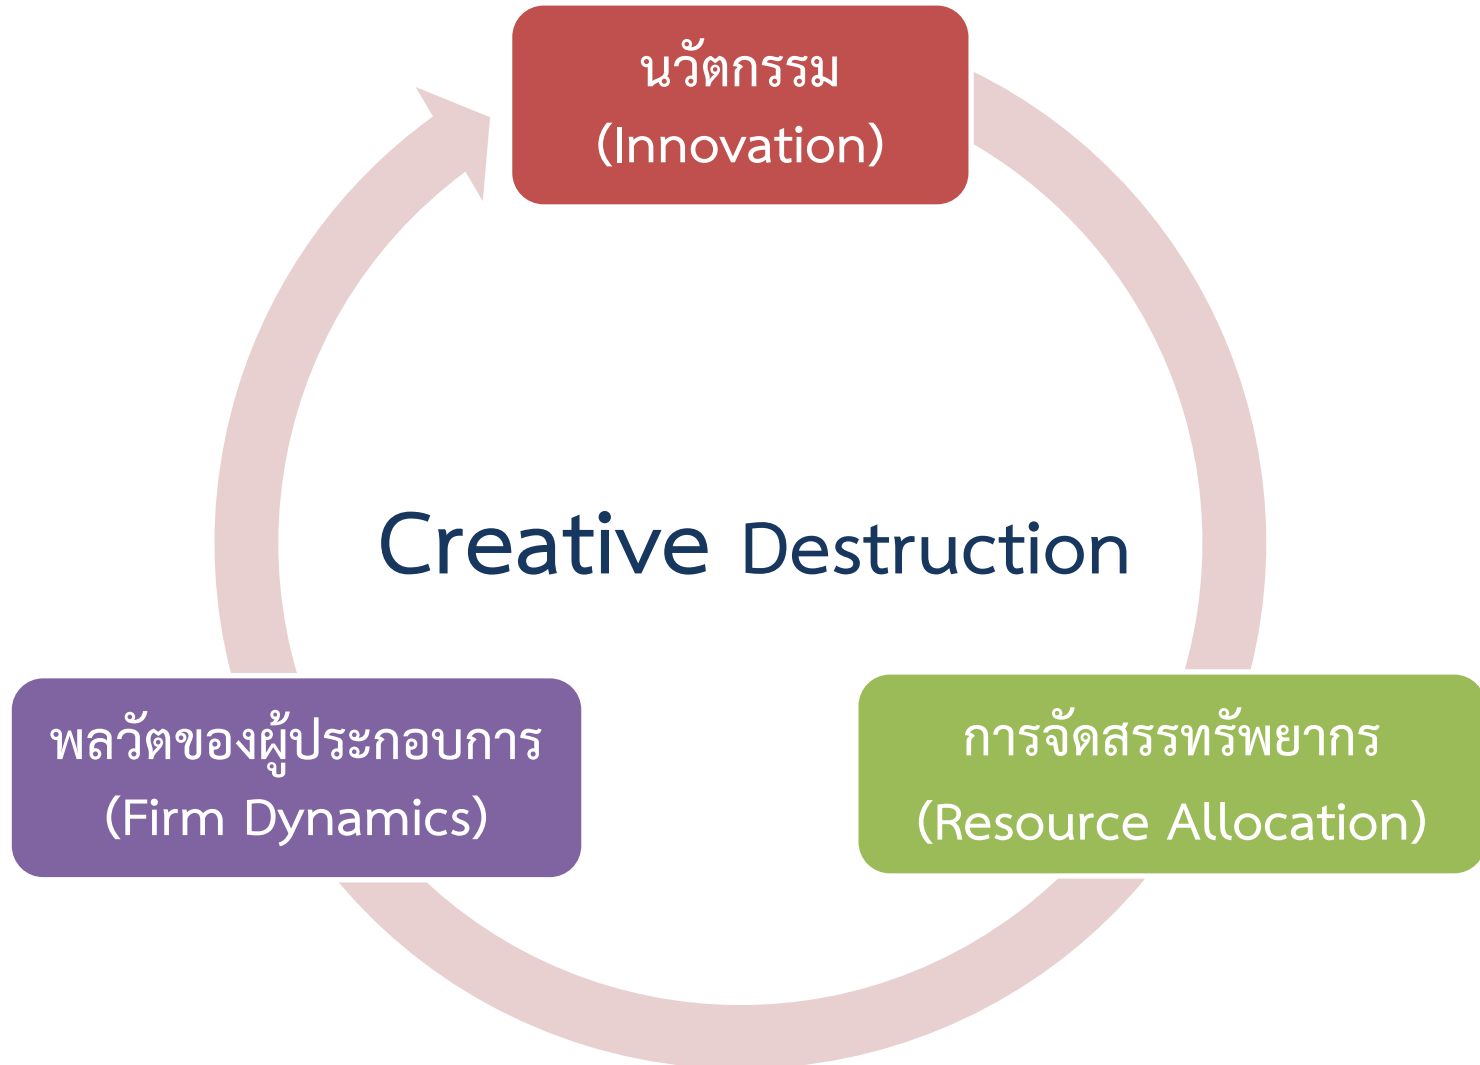 นวัตกรรม
(Innovation)
Creative Destruction
พลวัตของผู้ประกอบการ
(Firm Dynamics)
การจัดสรรทรัพยากร
(Resource Allocation)